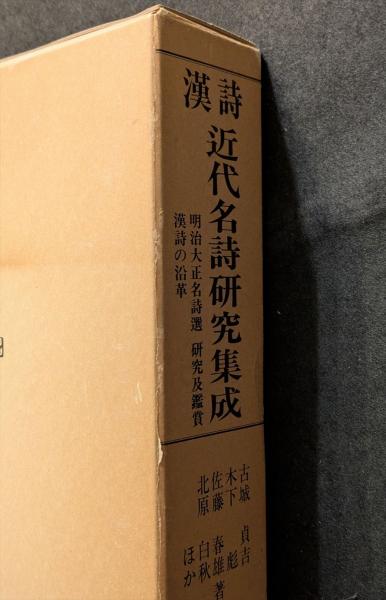 漢詩
近代名詩研究集成
明治大正名詩選 研究及鑑賞
漢詩の沿革
古城 貞吉
木下 彪
佐藤 春雄
北原 白秋
ほか
著